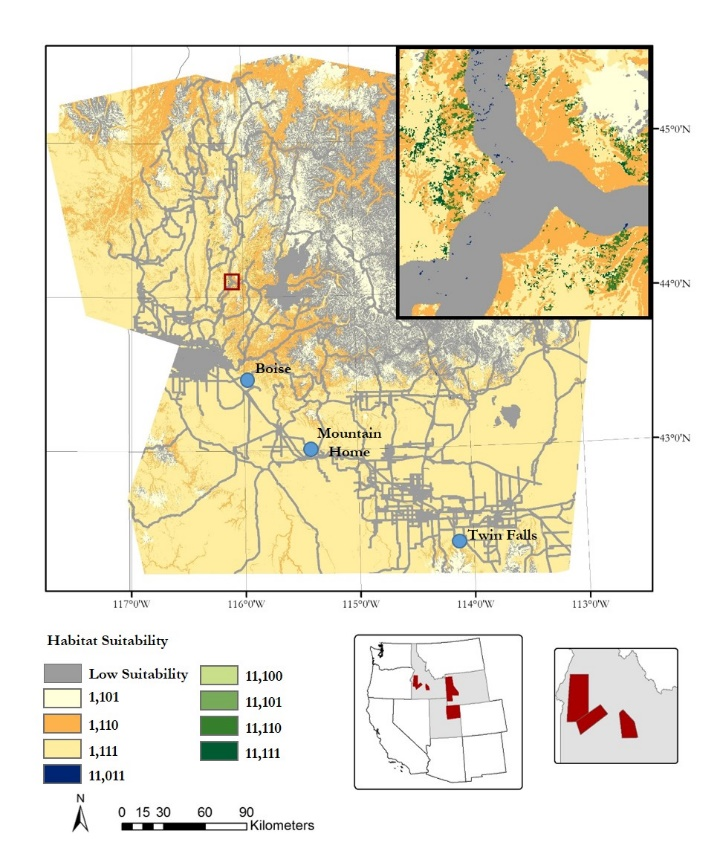 45°0'N
44°0'N
Boise
Mountain
Home
43°0'N
Twin Falls
117°0'W 116°0'W 115°0'W 114°0'W 113°0'W
Habitat Suitability
Low Suitability
1,101
1,110
1,111
11,011
11,100
11,101
11,110
11,111
N
0 15 30 60 90
Kilometers